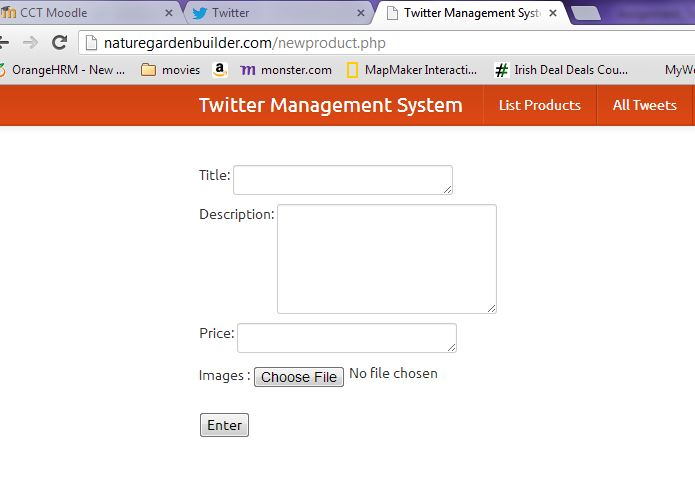 CCT Moodle Twitter Twitter Management Syst
naturegardenbuilder.com/newproduct.php
OrangeHRM - New ... movies monster.com MapMaker Interacti... Irish Deal Deals Cou... MyW
Twitter Management System List Products All Tweets
Title:
Description:
Price:
Images : Choose File No file chosen
Enter